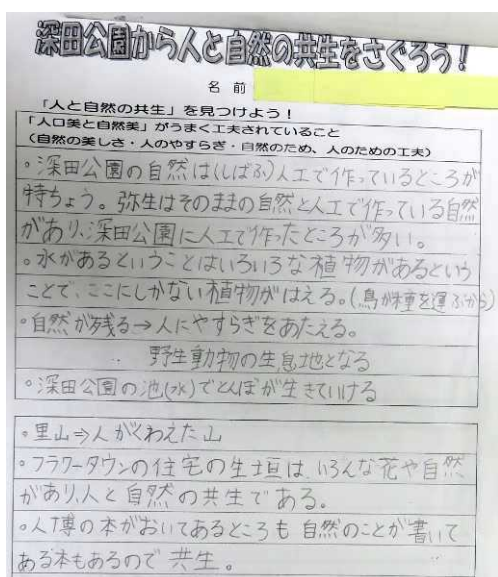 深田公園から人と自然の共生をさぐろう!
名前
「人と自然の共生」を見つけよう!
「人口美と自然美」がうまく工夫されていること
(自然の美しさ・人のやすらぎ・自然のため、人のための工夫)
・深田公園の自然は(しばふ)人工で作っているところが
特ちょう。弥生はそのままの自然と人工で作っている自然
があり、深田公園に人工で作ったところが多い。
・水があるということはいろいろな植物があるという
ことで、ここにしかない植物がはえる。(鳥が種を運ぶから)
・自然が残る→人にやすらぎをあたえる。
野生動物の生息地となる
・深田公園の池(水)でとんぼが生きていける
・里山⇒人がくわえた山
・フラワータウンの住宅の生垣は、いろんな花や自然
があり、人と自然の共生である。
・人博の本がおいてあるところも自然のことが書いて
ある本もあるので共生。